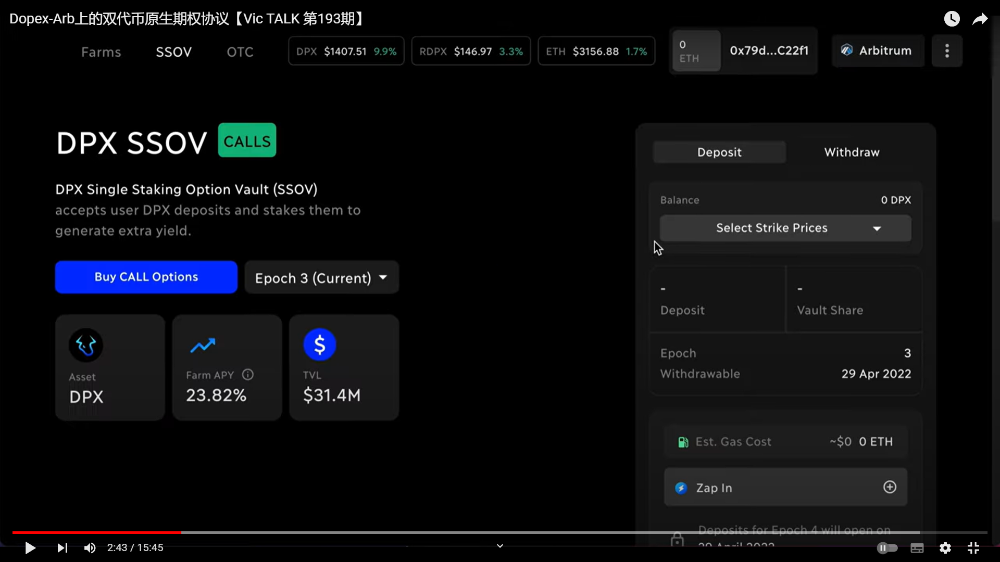 Dopex-Arb上的双代币原生期权协议【Vic TALK 第193期】
Farms SSOV OTC DPX $1407.51 9.9% RDPX $146.97 3.3% ETH $3156.88 1.7% 0 ETH 0x79d...C22f1 Arbitrum
DPX SSOV CALLS
DPX Single Staking Option Vault (SSOV)
accepts user DPX deposits and stakes them to
generate extra yield.
Buy CALL Options Epoch 3 (Current)
Asset
DPX
Farm APY
23.82%
TVL
$31.4M
Deposit Withdraw
Balance 0 DPX
Select Strike Prices
- -
Deposit Vault Share
Epoch 3
Withdrawable 29 Apr 2022
Est. Gas Cost ~$0 0 ETH
Zap In
Deposits for Epoch 4 will open on
29 April 2022
2:43 / 15:45